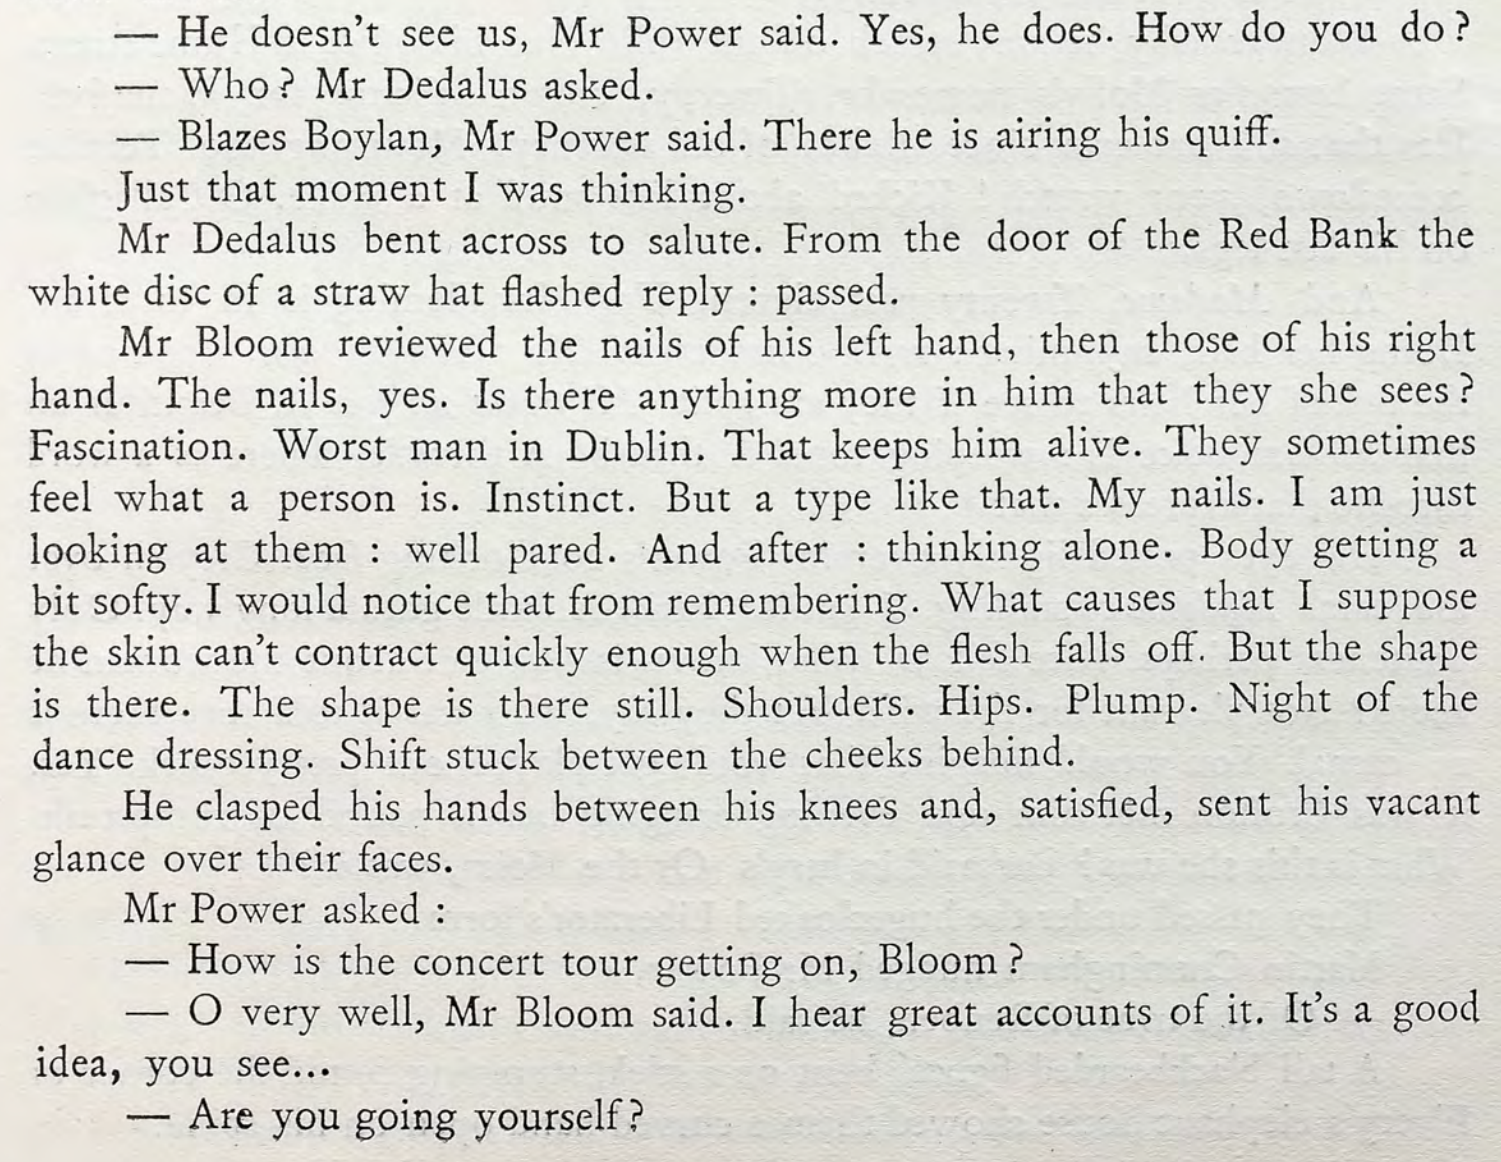 — He doesn't see us, Mr Power said. Yes, he does. How do you do ?
— Who ? Mr Dedalus asked.
— Blazes Boylan, Mr Power said. There he is airing his quiff.
Just that moment I was thinking.
Mr Dedalus bent across to salute. From the door of the Red Bank the
white disc of a straw hat flashed reply : passed.
Mr Bloom reviewed the nails of his left hand, then those of his right
hand. The nails, yes. Is there anything more in him that they she sees ?
Fascination. Worst man in Dublin. That keeps him alive. They sometimes
feel what a person is. Instinct. But a type like that. My nails. I am just
looking at them : well pared. And after : thinking alone. Body getting a
bit softy. I would notice that from remembering. What causes that I suppose
the skin can't contract quickly enough when the flesh falls off. But the shape
is there. The shape is there still. Shoulders. Hips. Plump. Night of the
dance dressing. Shift stuck between the cheeks behind.
He clasped his hands between his knees and, satisfied, sent his vacant
glance over their faces.
Mr Power asked :
— How is the concert tour getting on, Bloom ?
— O very well, Mr Bloom said. I hear great accounts of it. It's a good
idea, you see...
— Are you going yourself ?